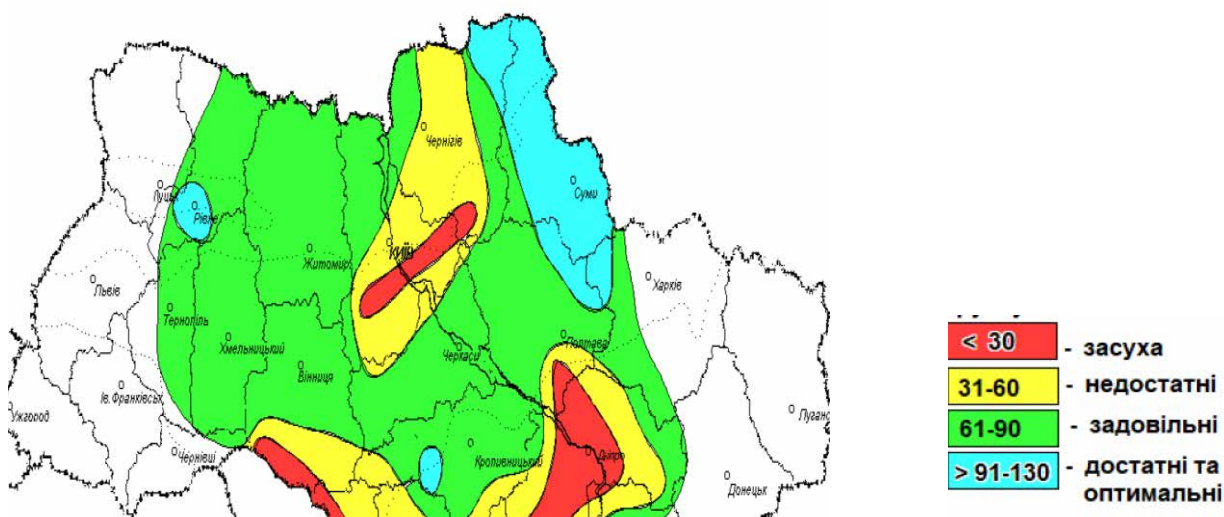 Чернігів
Суми
Луцьк
Рівне
КИЇВ
Житомир
Харків
Львів
Тернопіль
Хмельницький
Полтава
Черкаси
Вінниця
Ів. Франківськ
Ужгород
Луган
Чернівці
Кропивницький
Дніпро
Донецьк
< 30 - засуха
31-60 - недостатні
61-90 - задовільні
> 91-130 - достатні та
оптимальні